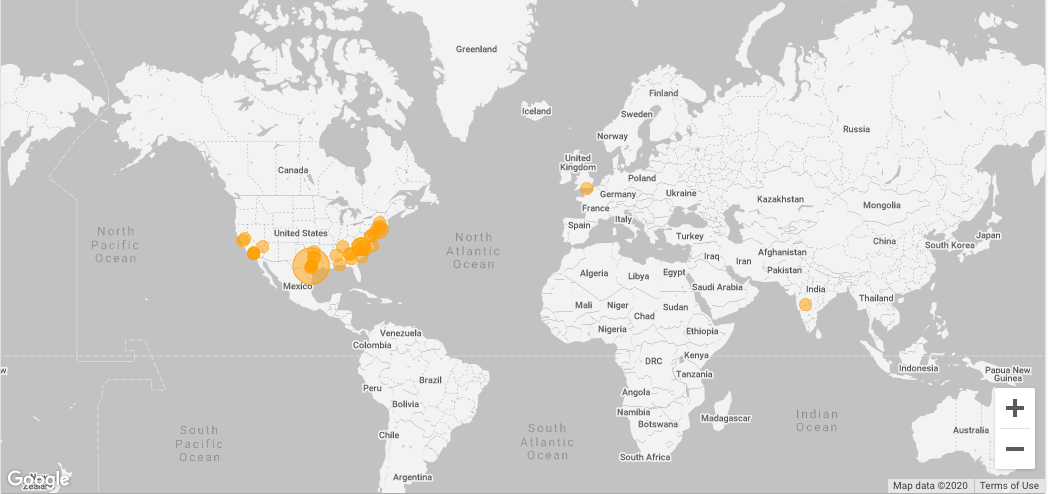 Greenland
Iceland
Finland
Sweden
Norway
Russia
United
Kingdom
Canada
Poland
Germany
Ukraine
Kazakhstan
Mongolia
France
Italy
Spain
North
Pacific
Ocean
United States
North
Atlantic
Ocean
Turkey
China
Japan
South Korea
Iraq
Iran
Afghanistan
Pakistan
Algeria
Libya
Egypt
Saudi Arabia
India
Mexico
Thailand
Mali
Niger
Chad
Sudan
Nigeria
Ethiopia
Venezuela
Colombia
DRC
Kenya
Tanzania
Indonesia
Papua New
Guinea
Peru
Brazil
Bolivia
Angola
Namibia
Botswana
Madagascar
Indian
Ocean
Australia
South
Pacific
Ocean
Chile
South
Atlantic
Ocean
South Africa
Argentina
Google
Map data ©2020
Terms of Use